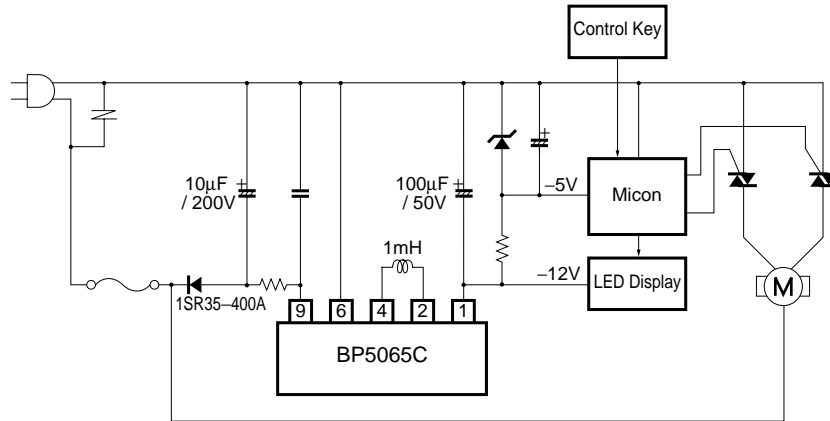 Control Key
10μF +
/ 200V
100μF +
/ 50V
+
−5V
Micon
1mH
−12V
LED Display
M
1SR35−400A
9
6
4
2
1
BP5065C